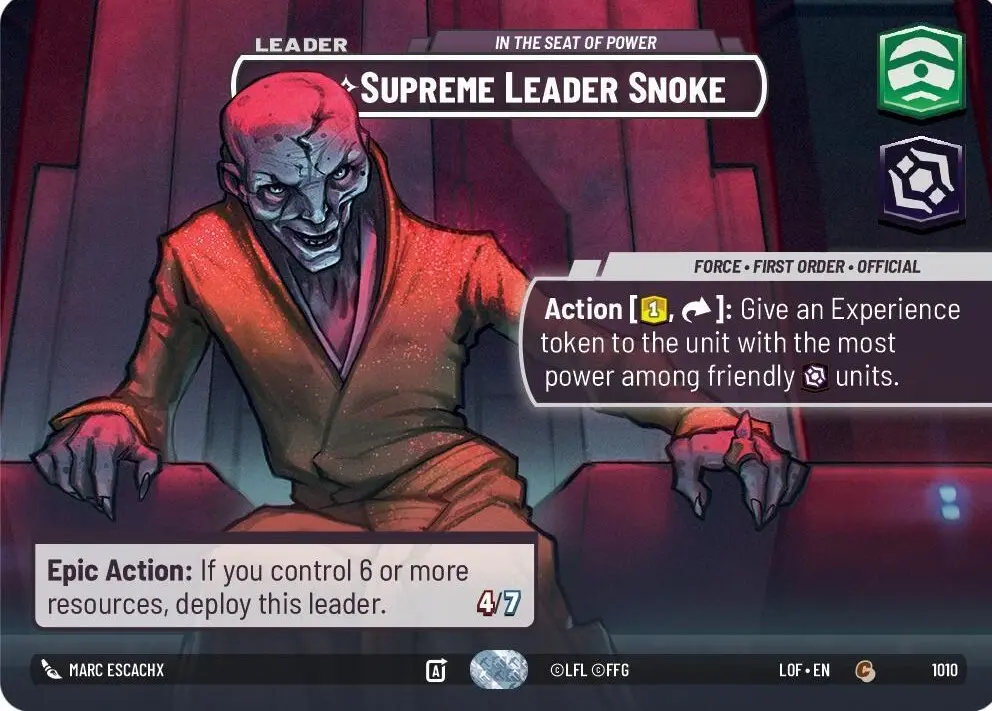 LEADER
IN THE SEAT OF POWER
SUPREME LEADER SNOKE
FORCE • FIRST ORDER • OFFICIAL
Action [1, ]: Give an Experience
token to the unit with the most
power among friendly units.
Epic Action: If you control 6 or more
resources, deploy this leader.
4/7
MARC ESCACHX
A
©LFL ©FFG
LOF • EN
C
1010